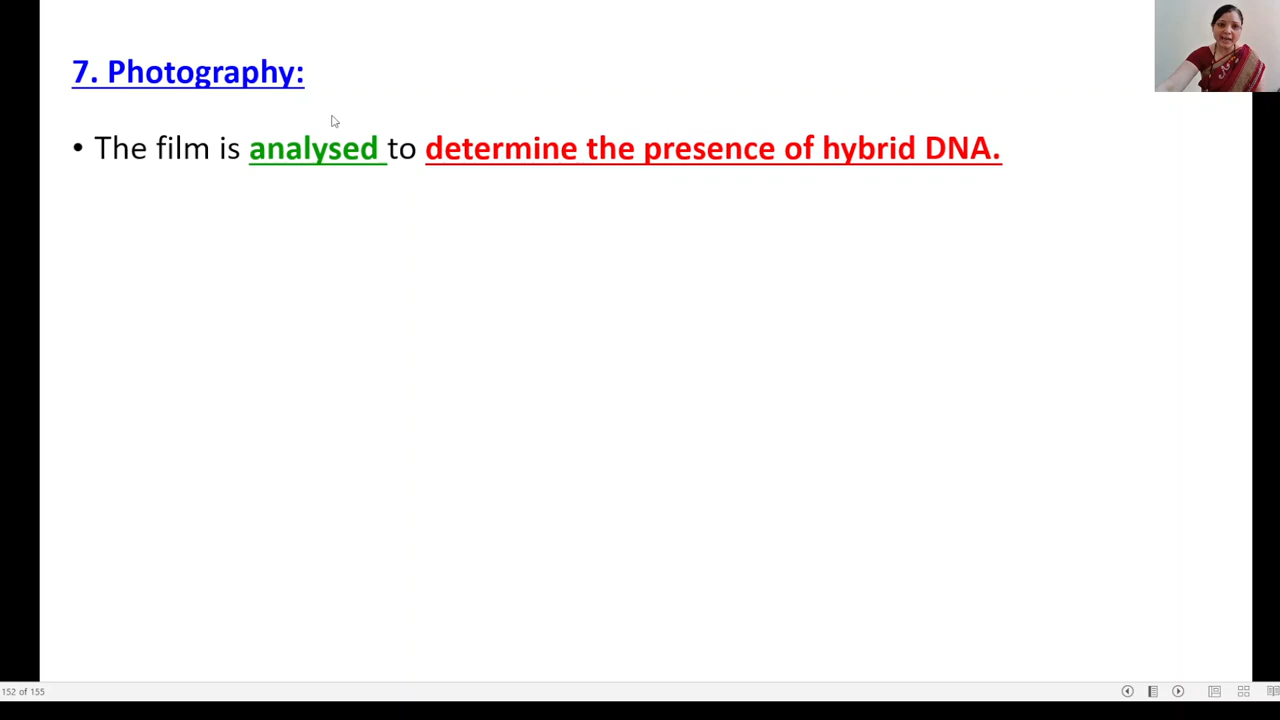 7. Photography:
• The film is analysed to determine the presence of hybrid DNA.
152 of 155